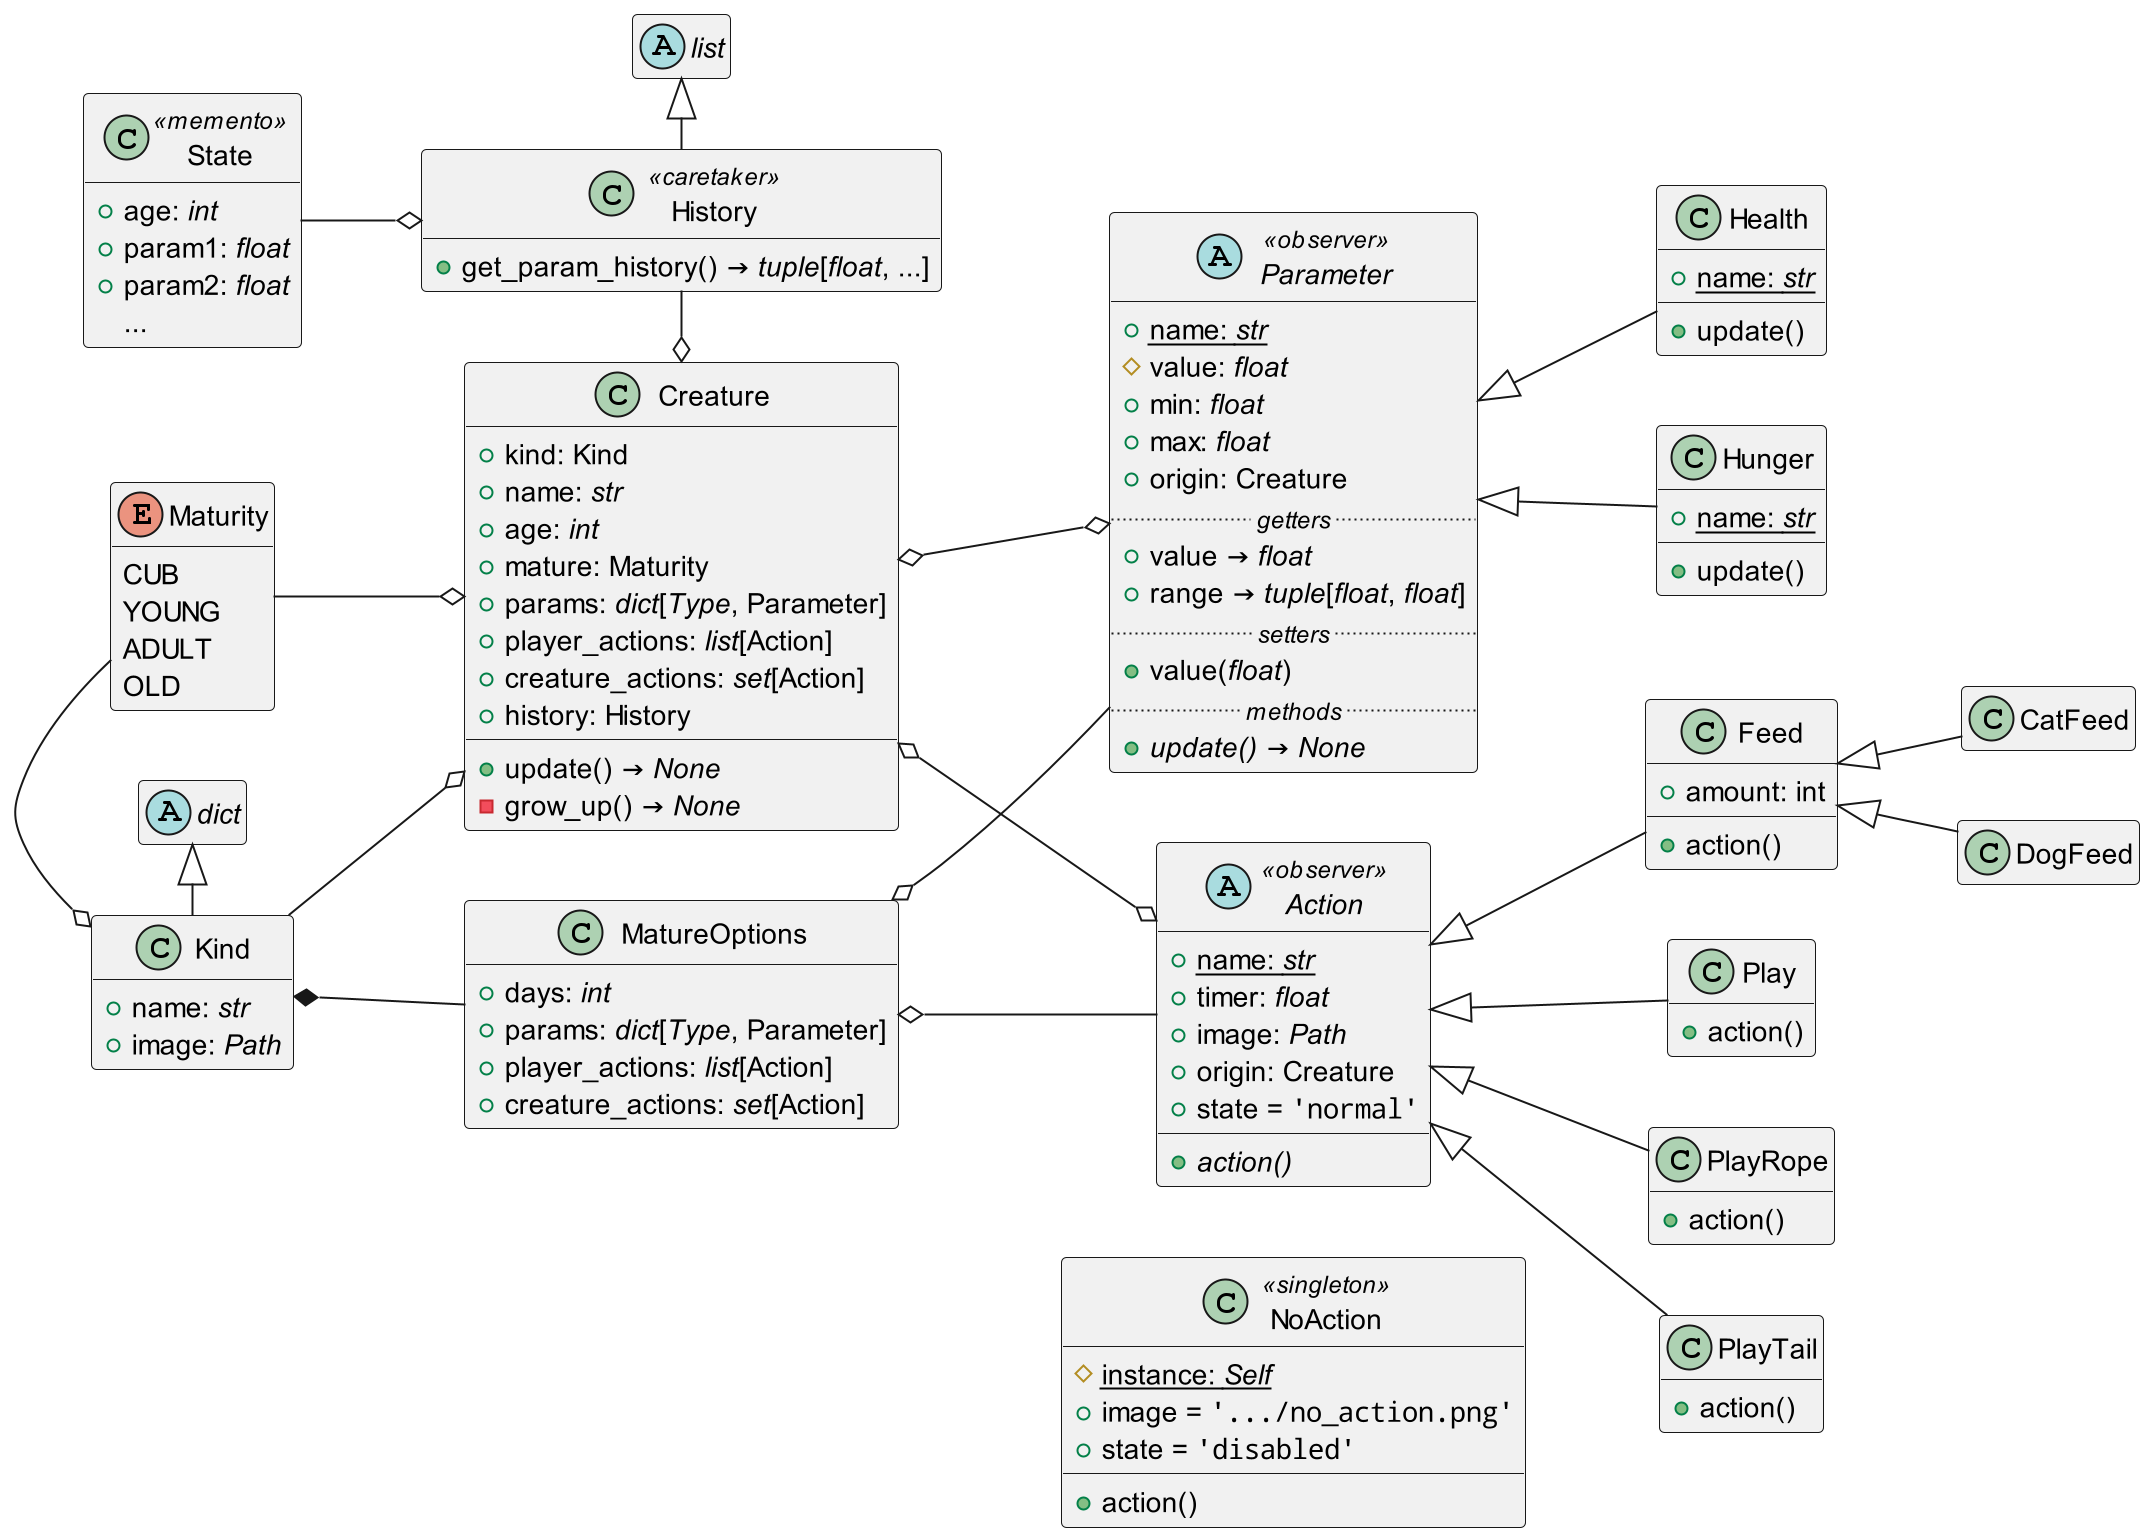 A list
«memento»
C State
age: int
param1: float
param2: float
...
«caretaker»
C History
get_param_history() → tuple[float, ...]
C Creature
kind: Kind
name: str
age: int
mature: Maturity
params: dict[Type, Parameter]
player_actions: list[Action]
creature_actions: set[Action]
history: History
update() → None
grow_up() → None
E Maturity
CUB
YOUNG
ADULT
OLD
A dict
C Kind
name: str
image: Path
C MatureOptions
days: int
params: dict[Type, Parameter]
player_actions: list[Action]
creature_actions: set[Action]
«observer»
A Parameter
name: str
value: float
min: float
max: float
origin: Creature
getters
value → float
range → tuple[float, float]
setters
value(float)
methods
update() → None
«observer»
A Action
name: str
timer: float
image: Path
origin: Creature
state = 'normal'
action()
«singleton»
C NoAction
instance: Self
image = '.../no_action.png'
state = 'disabled'
action()
C Health
name: str
update()
C Hunger
name: str
update()
C Feed
amount: int
action()
C CatFeed
C DogFeed
C Play
action()
C PlayRope
action()
C PlayTail
action()